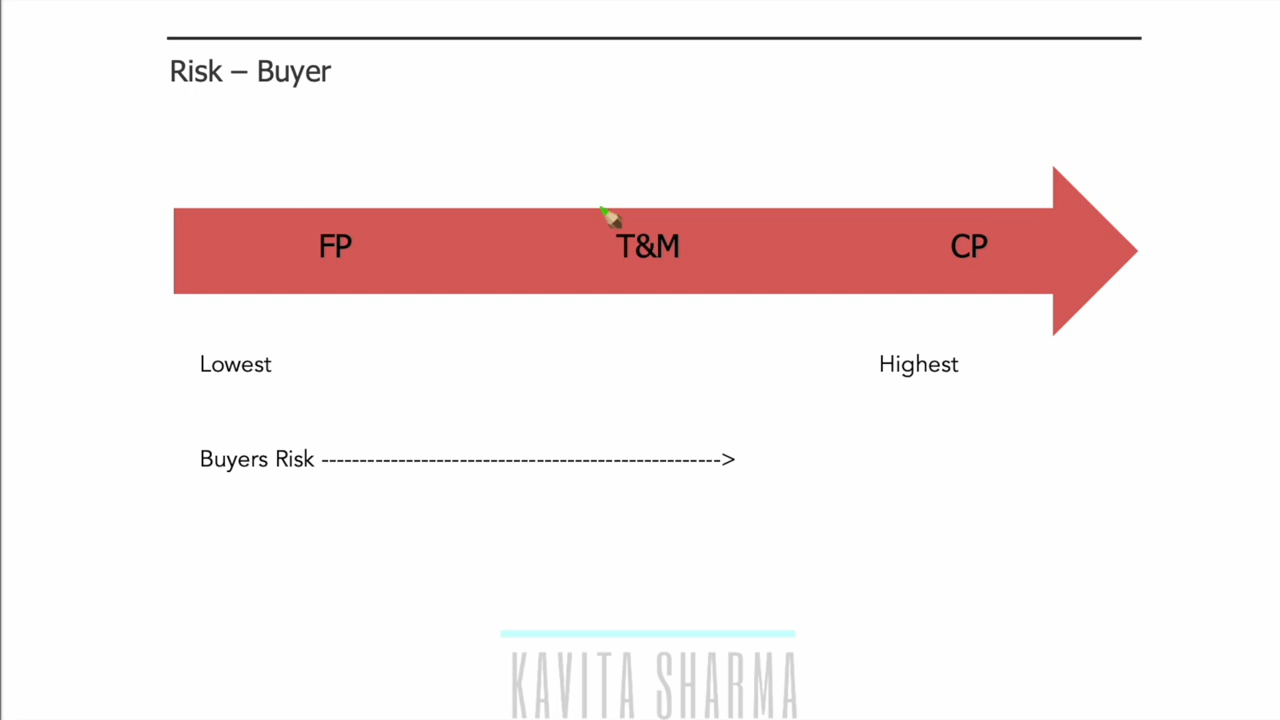 Risk – Buyer
FP T&M CP
Lowest Highest
Buyers Risk -------------------------------------------------->
KAVITA SHARMA